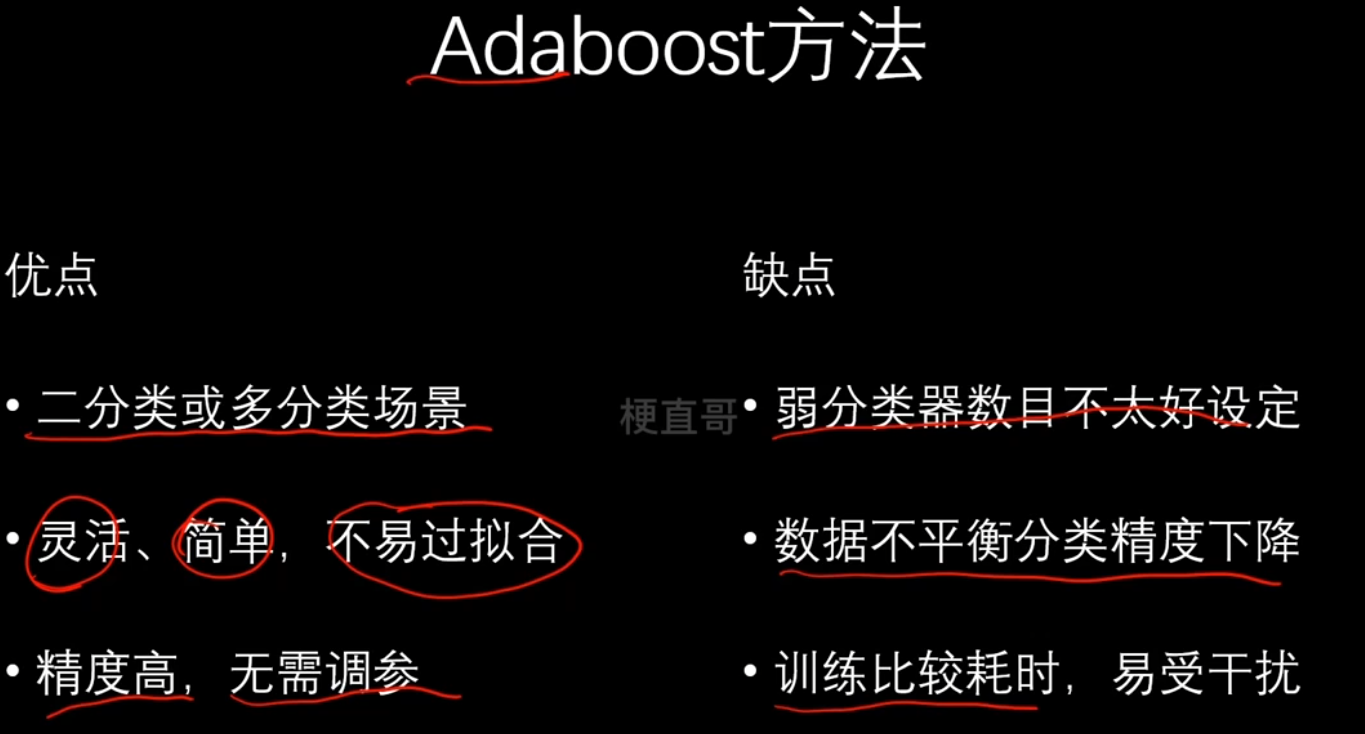 Adaboost方法
优点
• 二分类或多分类场景
• 灵活、简单，不易过拟合
• 精度高，无需调参
梗直哥
缺点
• 弱分类器数目不太好设定
• 数据不平衡分类精度下降
• 训练比较耗时，易受干扰